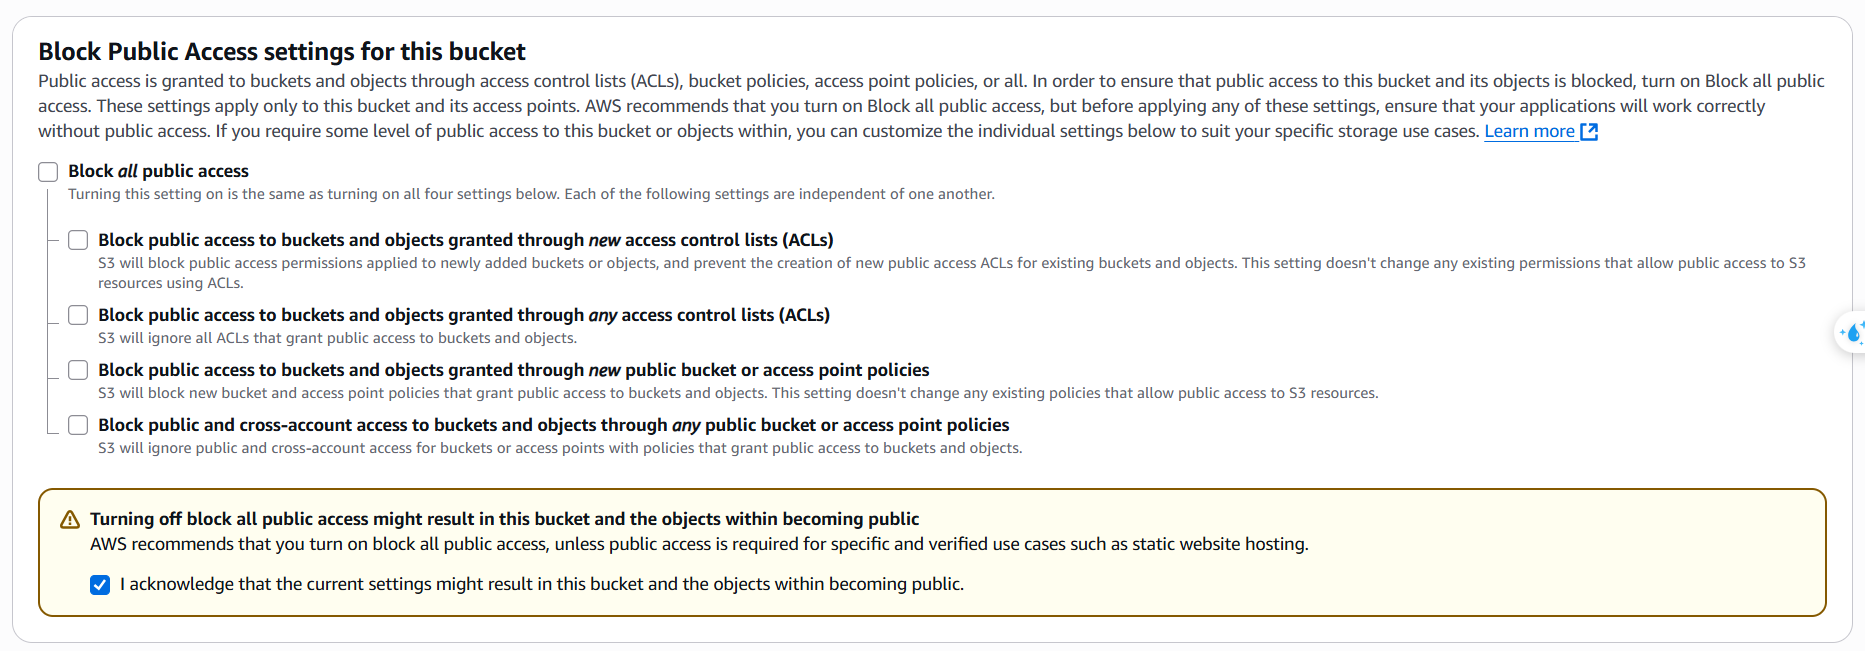 Block Public Access settings for this bucket
Public access is granted to buckets and objects through access control lists (ACLs), bucket policies, access point policies, or all. In order to ensure that public access to this bucket and its objects is blocked, turn on Block all public
access. These settings apply only to this bucket and its access points. AWS recommends that you turn on Block all public access, but before applying any of these settings, ensure that your applications will work correctly
without public access. If you require some level of public access to this bucket or objects within, you can customize the individual settings below to suit your specific storage use cases. Learn more
Block all public access
Turning this setting on is the same as turning on all four settings below. Each of the following settings are independent of one another.
Block public access to buckets and objects granted through new access control lists (ACLs)
S3 will block public access permissions applied to newly added buckets or objects, and prevent the creation of new public access ACLs for existing buckets and objects. This setting doesn't change any existing permissions that allow public access to S3
resources using ACLs.
Block public access to buckets and objects granted through any access control lists (ACLs)
S3 will ignore all ACLs that grant public access to buckets and objects.
Block public access to buckets and objects granted through new public bucket or access point policies
S3 will block new bucket and access point policies that grant public access to buckets and objects. This setting doesn't change any existing policies that allow public access to S3 resources.
Block public and cross-account access to buckets and objects through any public bucket or access point policies
S3 will ignore public and cross-account access for buckets or access points with policies that grant public access to buckets and objects.
Turning off block all public access might result in this bucket and the objects within becoming public
AWS recommends that you turn on block all public access, unless public access is required for specific and verified use cases such as static website hosting.
I acknowledge that the current settings might result in this bucket and the objects within becoming public.